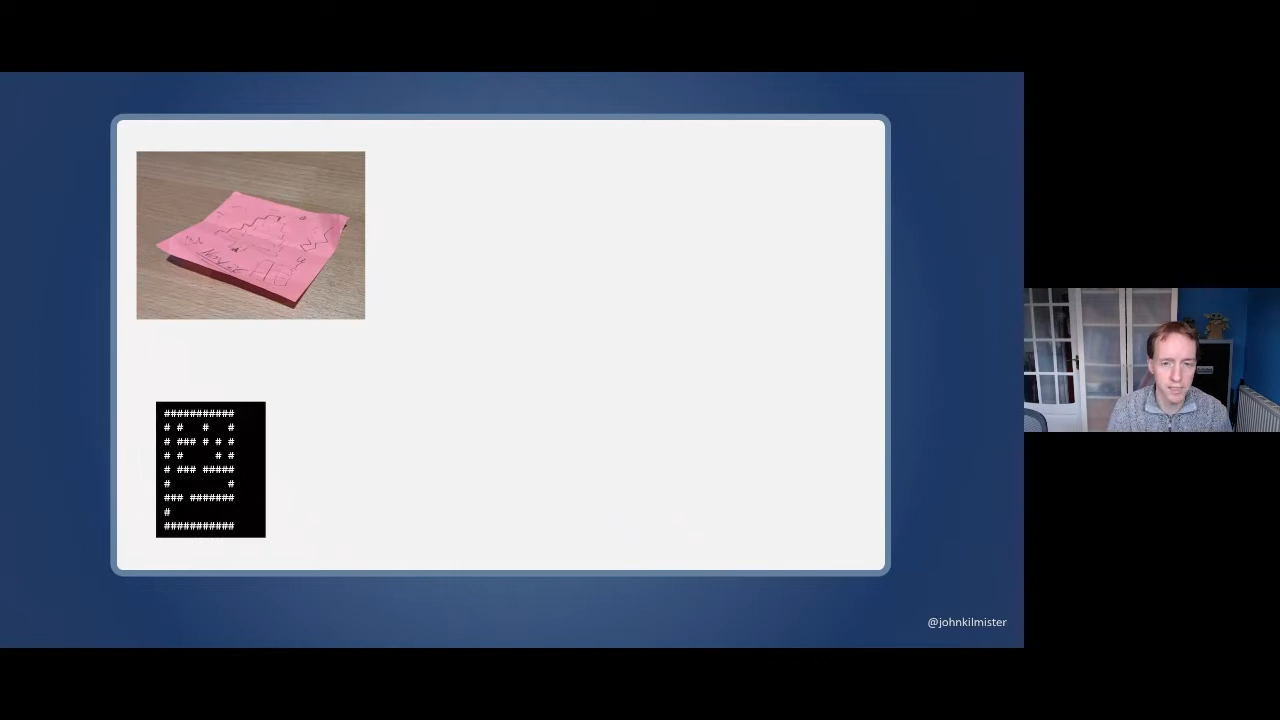 ###########
# #   #   #
# ### # # #
# #     # #
# ### #####
#         #
### #######
#
###########
@johnkilmister